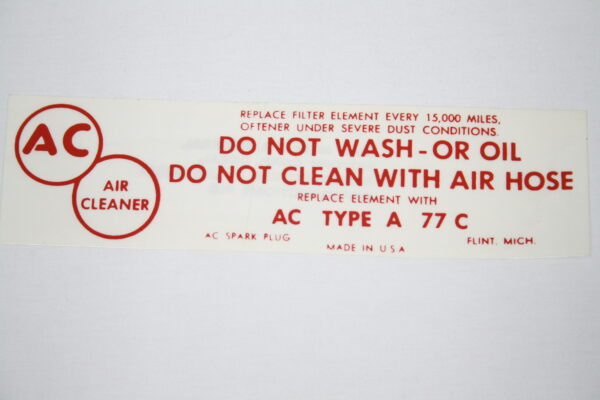 AC
AIR
CLEANER
REPLACE FILTER ELEMENT EVERY 15,000 MILES,
OFTENER UNDER SEVERE DUST CONDITIONS.
DO NOT WASH-OR OIL
DO NOT CLEAN WITH AIR HOSE
REPLACE ELEMENT WITH
AC TYPE A 77 C
AC SPARK PLUG
MADE IN U S A
FLINT, MICH.